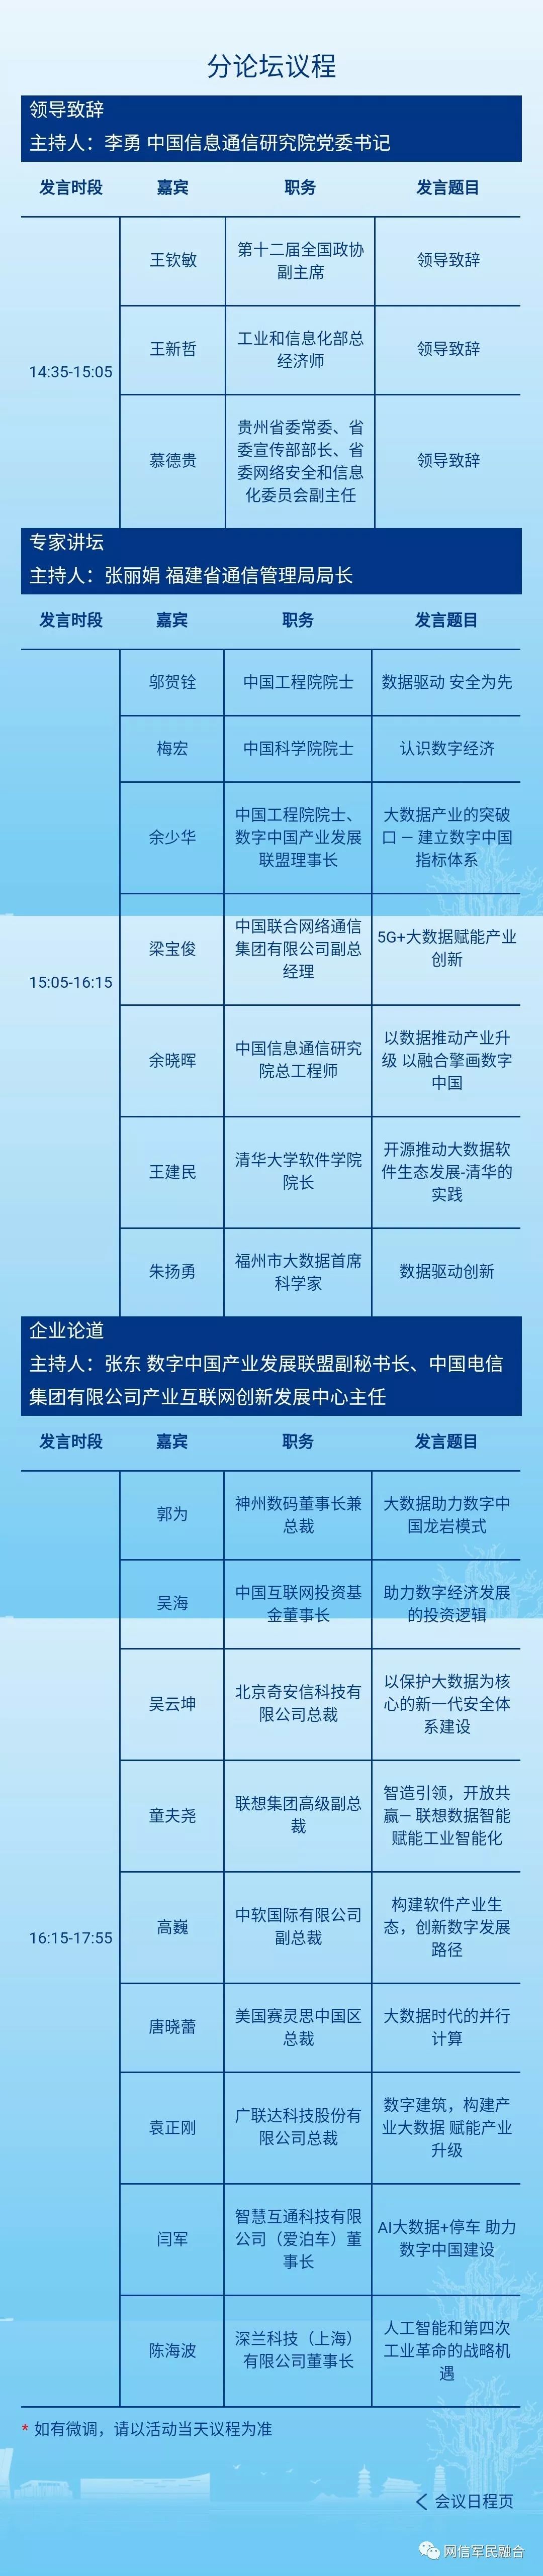 分论坛议程
领导致辞
主持人：李勇 中国信息通信研究院党委书记
发言时段
嘉宾
职务
发言题目
14:35-15:05
王钦敏
第十二届全国政协
副主席
领导致辞
王新哲
工业和信息化部总
经济师
领导致辞
慕德贵
贵州省委常委、省
委宣传部部长、省
委网络安全和信息
化委员会副主任
领导致辞
专家讲坛
主持人：张丽娟 福建省通信管理局局长
发言时段
嘉宾
职务
发言题目
15:05-16:15
邬贺铨
中国工程院院士
数据驱动 安全为先
梅宏
中国科学院院士
认识数字经济
余少华
中国工程院院士、
数字中国产业发展
联盟理事长
大数据产业的突破
口 – 建立数字中国
指标体系
梁宝俊
中国联合网络通信
集团有限公司副总
经理
5G+大数据赋能产业
创新
余晓晖
中国信息通信研究
院总工程师
以数据推动产业升
级 以融合擎画数字
中国
王建民
清华大学软件学院
院长
开源推动大数据软
件生态发展-清华的
实践
朱扬勇
福州市大数据首席
科学家
数据驱动创新
企业论道
主持人：张东 数字中国产业发展联盟副秘书长、中国电信
集团有限公司产业互联网创新发展中心主任
发言时段
嘉宾
职务
发言题目
16:15-17:55
郭为
神州数码董事长兼
总裁
大数据助力数字中
国龙岩模式
吴海
中国互联网投资基
金董事长
助力数字经济发展
的投资逻辑
吴云坤
北京奇安信科技有
限公司总裁
以保护大数据为核
心的新一代安全体
系建设
童夫尧
联想集团高级副总
裁
智造引领，开放共
赢– 联想数据智能
赋能工业智能化
高巍
中软国际有限公司
副总裁
构建软件产业生
态，创新数字发展
路径
唐晓蕾
美国赛灵思中国区
总裁
大数据时代的并行
计算
袁正刚
广联达科技股份有
限公司总裁
数字建筑，构建产
业大数据 赋能产业
升级
闫军
智慧互通科技有限
公司（爱泊车）董
事长
AI大数据+停车 助力
数字中国建设
陈海波
深兰科技（上海）
有限公司董事长
人工智能和第四次
工业革命的战略机
遇
* 如有微调，请以活动当天议程为准
< 会议日程页
网信军民融合